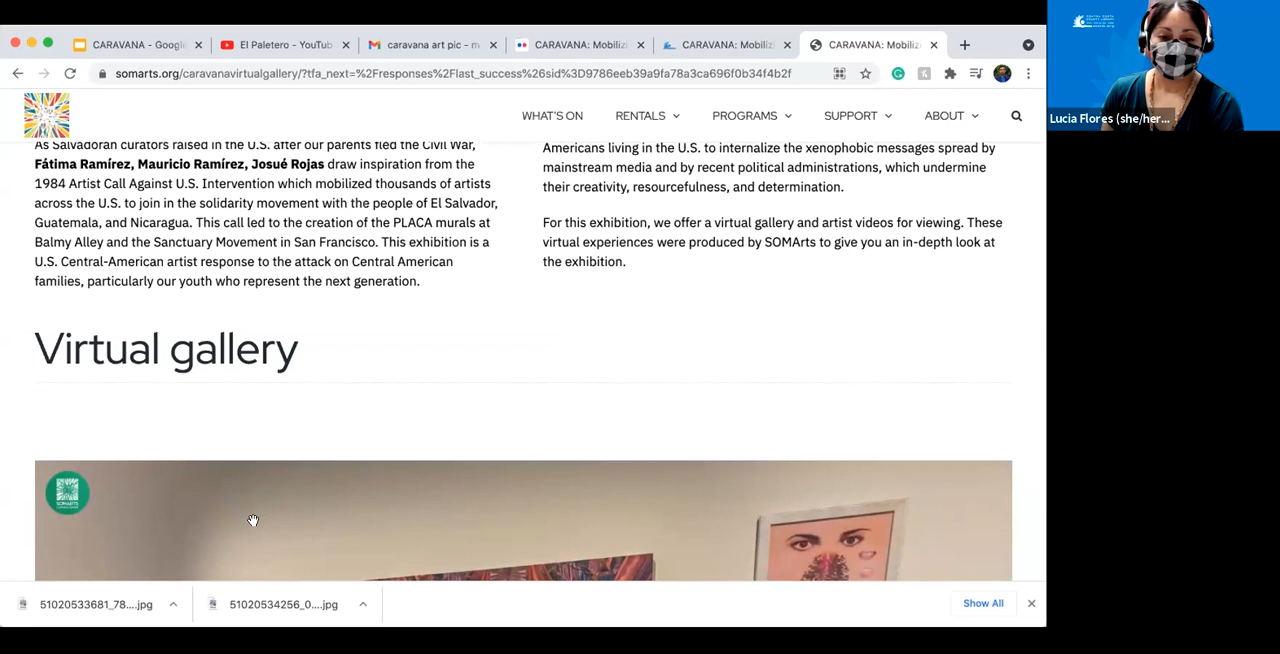 CARAVANA - Google
El Paletero - YouTub
caravana art pic - m
CARAVANA: Mobiliz
CARAVANA: Mobiliz
CARAVANA: Mobiliz
somarts.org/caravanavirtualgallery/?tfa_next=%2Fresponses%2Flast_success%26sid%3D9786eeb39a9fa78a3ca696f0b34f4b2f
WHAT'S ON RENTALS PROGRAMS SUPPORT ABOUT
As Salvadoran curators raised in the U.S. after our parents fled the Civil War,
Fátima Ramírez, Mauricio Ramírez, Josué Rojas draw inspiration from the
1984 Artist Call Against U.S. Intervention which mobilized thousands of artists
across the U.S. to join in the solidarity movement with the people of El Salvador,
Guatemala, and Nicaragua. This call led to the creation of the PLACA murals at
Balmy Alley and the Sanctuary Movement in San Francisco. This exhibition is a
U.S. Central-American artist response to the attack on Central American
families, particularly our youth who represent the next generation.
Americans living in the U.S. to internalize the xenophobic messages spread by
mainstream media and by recent political administrations, which undermine
their creativity, resourcefulness, and determination.
For this exhibition, we offer a virtual gallery and artist videos for viewing. These
virtual experiences were produced by SOMArts to give you an in-depth look at
the exhibition.
Virtual gallery
SOMARTS
51020533681_78....jpg
51020534256_0....jpg
Show All
Lucia Flores (she/her...